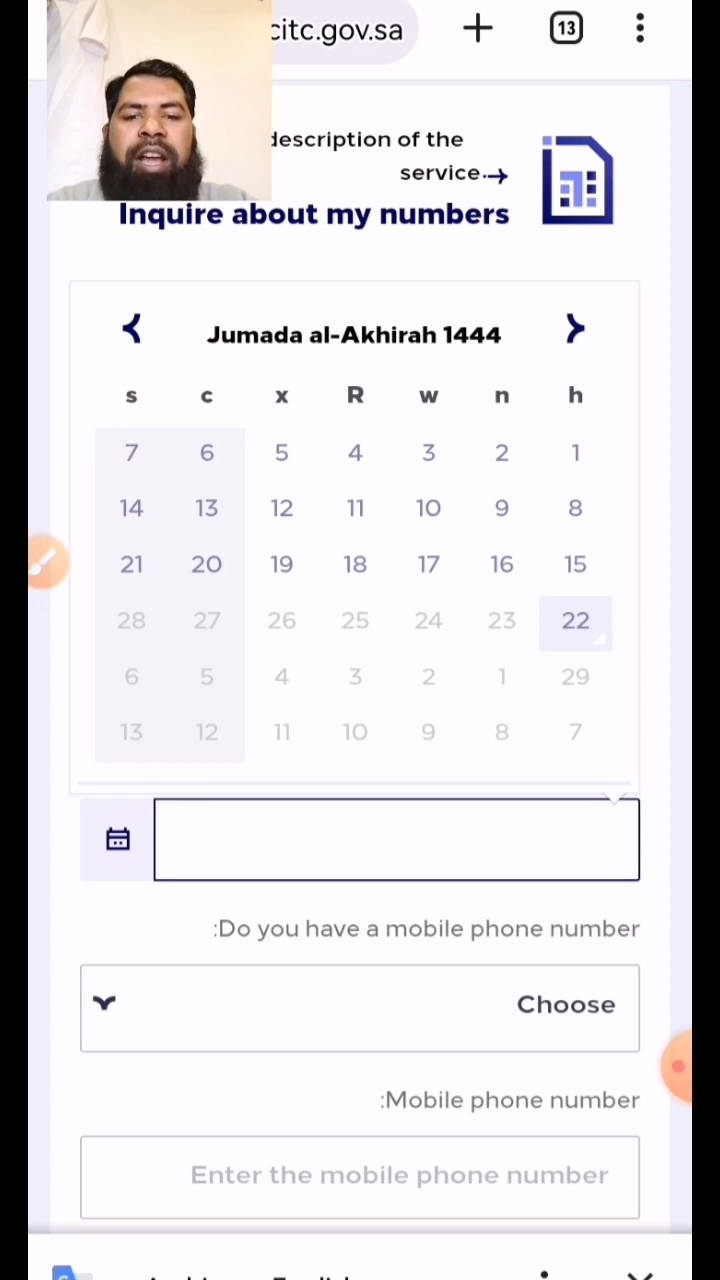 citc.gov.sa
13
description of the
service.
Inquire about my numbers
Jumada al-Akhirah 1444
s c x R w n h
7 6 5 4 3 2 1
14 13 12 11 10 9 8
21 20 19 18 17 16 15
28 27 26 25 24 23 22
6 5 4 3 2 1 29
13 12 11 10 9 8 7
:Do you have a mobile phone number
Choose
:Mobile phone number
Enter the mobile phone number